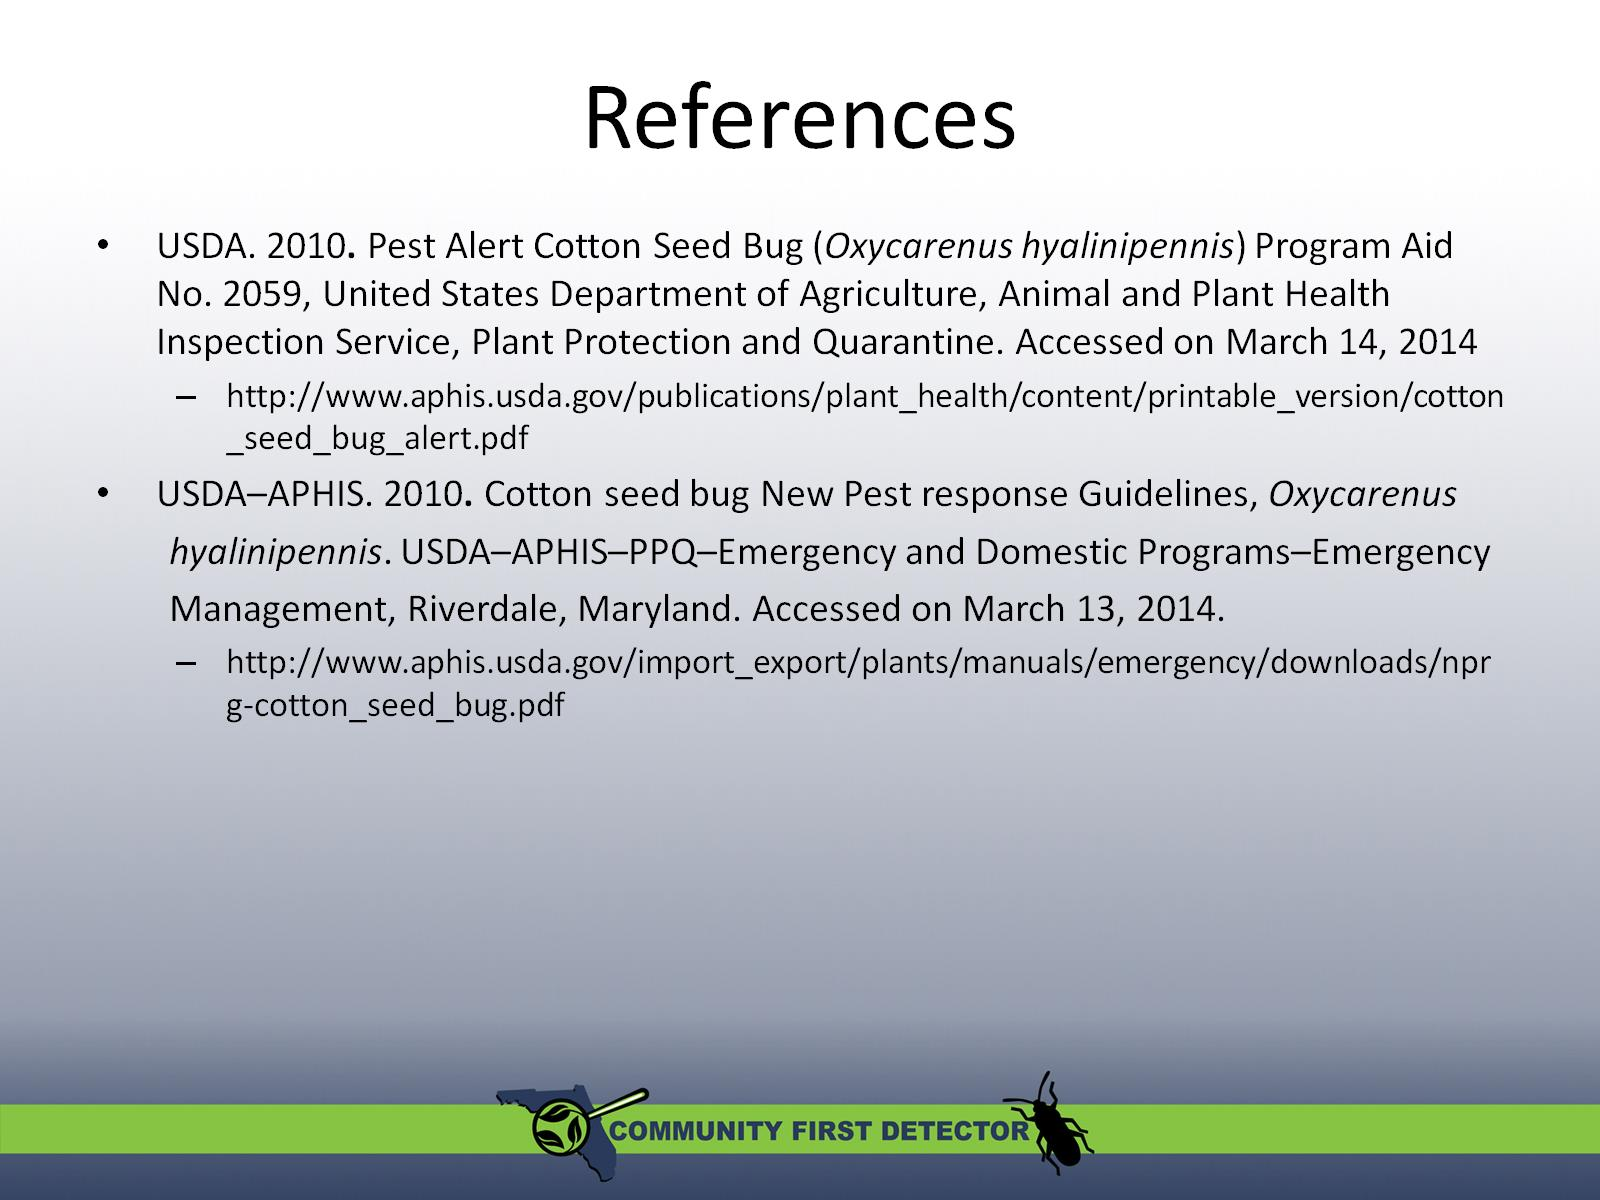 References
• USDA. 2010. Pest Alert Cotton Seed Bug (Oxycarenus hyalinipennis) Program Aid
No. 2059, United States Department of Agriculture, Animal and Plant Health
Inspection Service, Plant Protection and Quarantine. Accessed on March 14, 2014
– http://www.aphis.usda.gov/publications/plant_health/content/printable_version/cotton
_seed_bug_alert.pdf
• USDA–APHIS. 2010. Cotton seed bug New Pest response Guidelines, Oxycarenus
hyalinipennis. USDA–APHIS–PPQ–Emergency and Domestic Programs–Emergency
Management, Riverdale, Maryland. Accessed on March 13, 2014.
– http://www.aphis.usda.gov/import_export/plants/manuals/emergency/downloads/npr
g-cotton_seed_bug.pdf
COMMUNITY FIRST DETECTOR